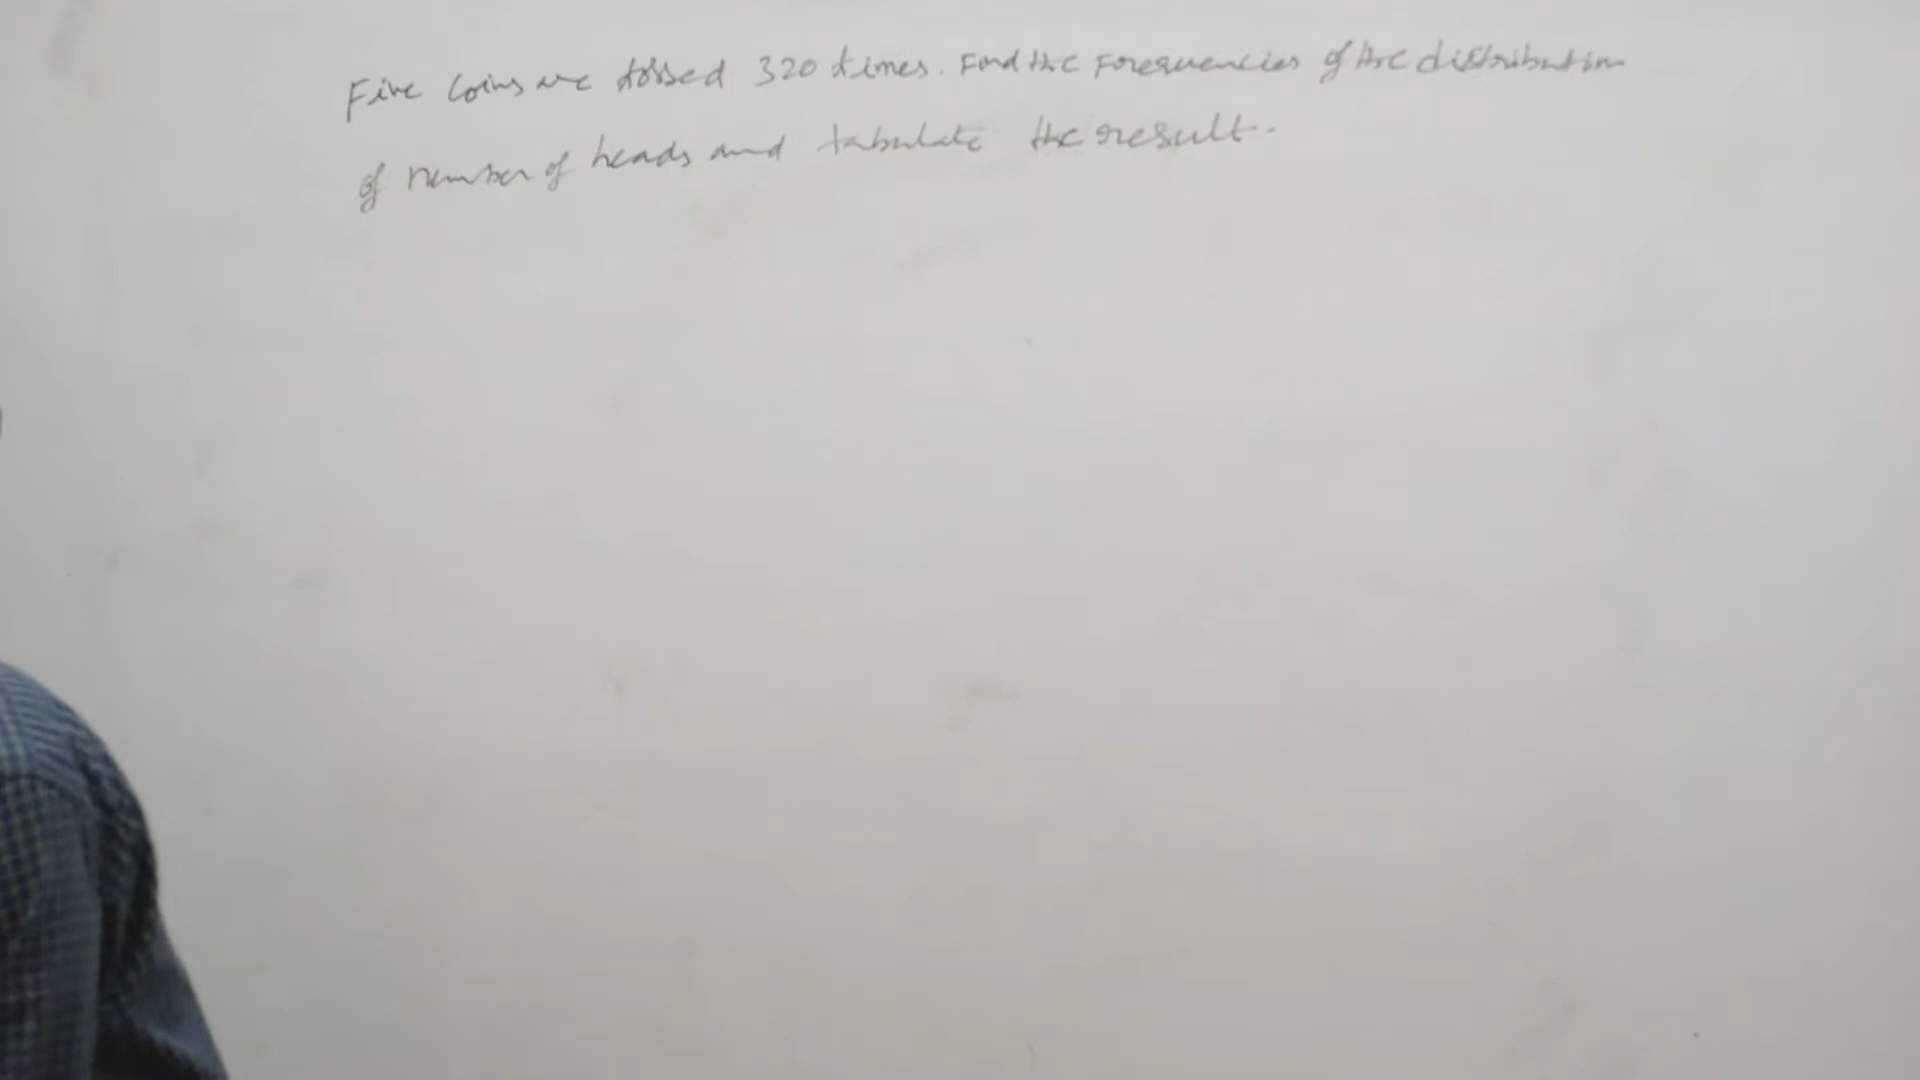 Five Coins are tossed 320 times. Find the Frequencies of the distribution
of number of heads and tabulate the result.